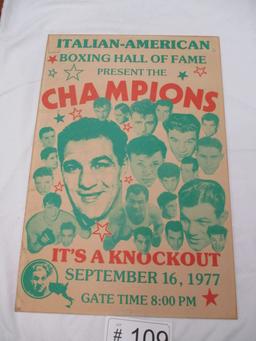 ITALIAN-AMERICAN
BOXING HALL OF FAME
PRESENT THE
CHAMPIONS
IT'S A KNOCKOUT
SEPTEMBER 16, 1977
GATE TIME 8:00 PM
# 109